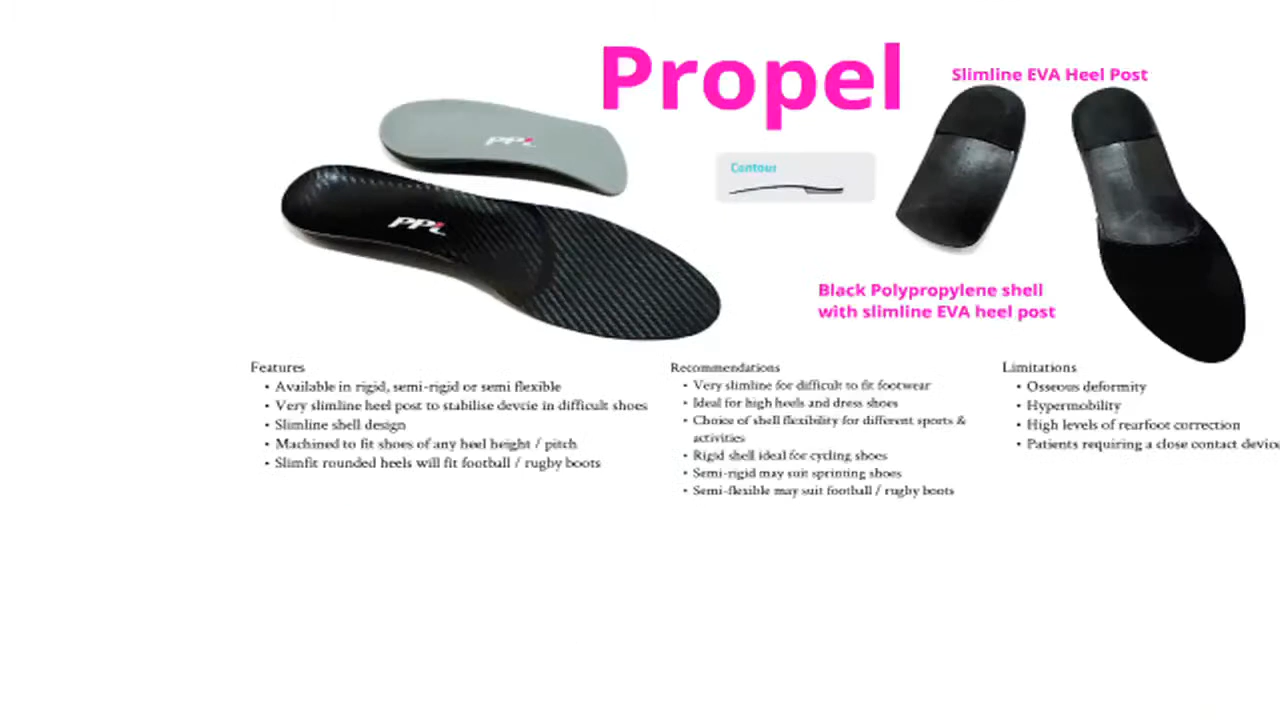 Propel
Slimline EVA Heel Post
PPi
PPi
Contour
Black Polypropylene shell
with slimline EVA heel post
Features
• Available in rigid, semi-rigid or semi flexible
• Very slimline heel post to stabilise devcie in difficult shoes
• Slimline shell design
• Machined to fit shoes of any heel height / pitch
• Slimfit rounded heels will fit football / rugby boots
Recommendations
• Very slimline for difficult to fit footwear
• Ideal for high heels and dress shoes
• Choice of shell flexibility for different sports &
activities
• Rigid shell ideal for cycling shoes
• Semi-rigid may suit sprinting shoes
• Semi-flexible may suit football / rugby boots
Limitations
• Osseous deformity
• Hypermobility
• High levels of rearfoot correction
• Patients requiring a close contact device